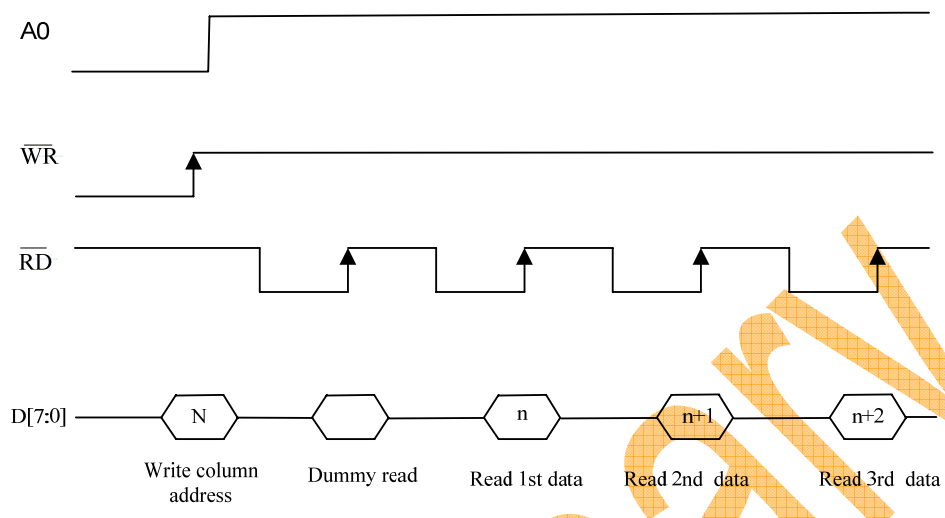 A0
WR
RD
D[7:0]
N
n
n+1
n+2
Write column
address
Dummy read
Read 1st data
Read 2nd data
Read 3rd data